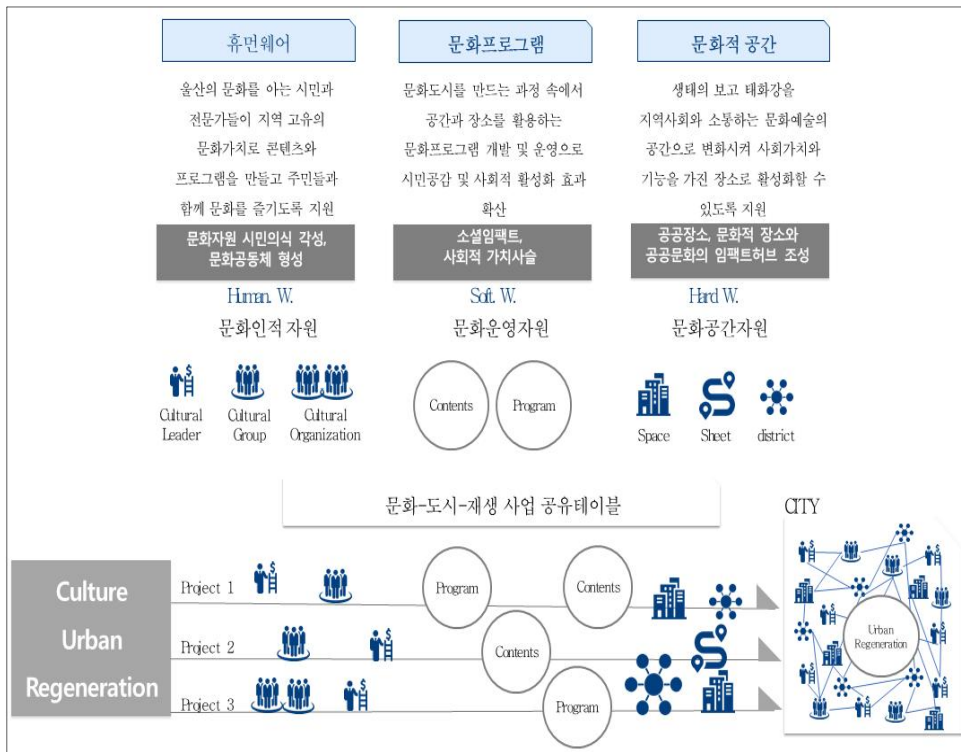 휴먼웨어
울산의 문화를 아는 시민과
전문가들이 지역 고유의
문화가치로 콘텐츠와
프로그램을 만들고 주민들과
함께 문화를 즐기도록 지원
문화자원 시민의식 각성,
문화공동체 형성
Human. W.
문화인적 자원
Cultural
Leader
Cultural
Group
Cultural
Organization
문화프로그램
문화도시를 만드는 과정 속에서
공간과 장소를 활용하는
문화프로그램 개발 및 운영으로
시민공감 및 사회적 활성화 효과
확산
소셜임팩트,
사회적 가치사슬
Soft. W.
문화운영자원
Contents
Program
문화적 공간
생태의 보고 태화강을
지역사회와 소통하는 문화예술의
공간으로 변화시켜 사회가치와
기능을 가진 장소로 활성화할 수
있도록 지원
공공장소, 문화적 장소와
공공문화의 임팩트허브 조성
Hard W.
문화공간자원
Space
Sheet
district
문화-도시-재생 사업 공유테이블
CITY
Culture
Urban
Regeneration
Project 1
Program
Contents
Project 2
Contents
Project 3
Program
Urban
Regeneration